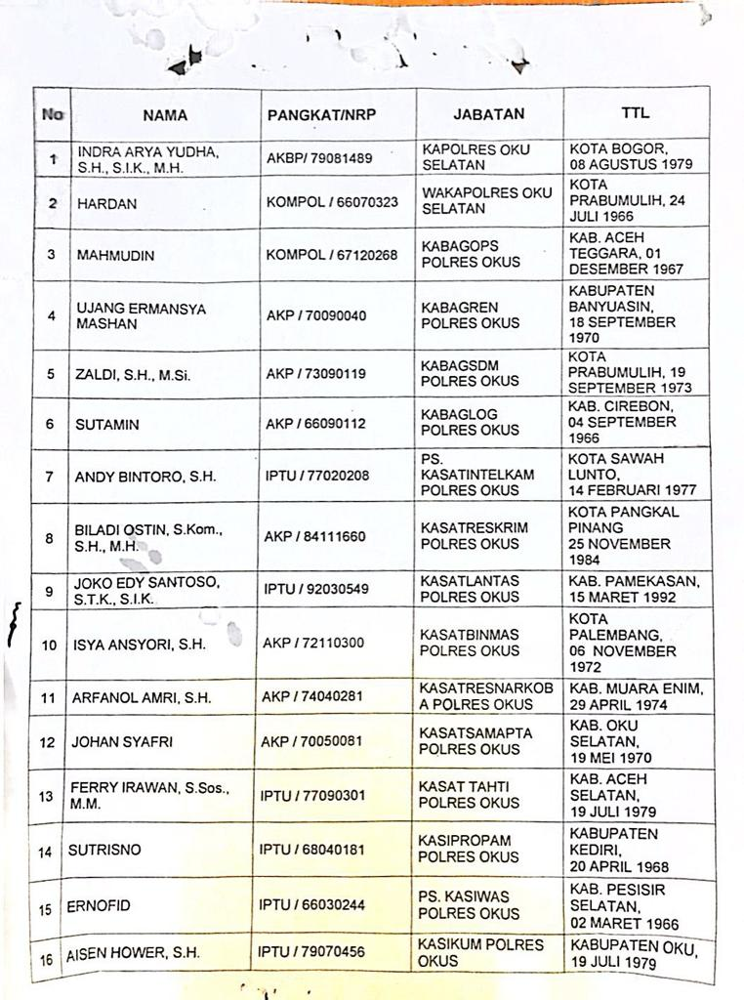 No NAMA PANGKAT/NRP JABATAN TTL
1 INDRA ARYA YUDHA, S.H., S.I.K., M.H. AKBP/ 79081489 KAPOLRES OKU SELATAN KOTA BOGOR, 08 AGUSTUS 1979
2 HARDAN KOMPOL / 66070323 WAKAPOLRES OKU SELATAN KOTA PRABUMULIH, 24 JULI 1966
3 MAHMUDIN KOMPOL / 67120268 KABAGOPS POLRES OKUS KAB. ACEH TEGGARA, 01 DESEMBER 1967
4 UJANG ERMANSYA MASHAN AKP / 70090040 KABAGREN POLRES OKUS KABUPATEN BANYUASIN, 18 SEPTEMBER 1970
5 ZALDI, S.H., M.Si. AKP / 73090119 KABAGSDM POLRES OKUS KOTA PRABUMULIH, 19 SEPTEMBER 1973
6 SUTAMIN AKP / 66090112 KABAGLOG POLRES OKUS KAB. CIREBON, 04 SEPTEMBER 1966
7 ANDY BINTORO, S.H. IPTU / 77020208 PS. KASATINTELKAM POLRES OKUS KOTA SAWAH LUNTO, 14 FEBRUARI 1977
8 BILADI OSTIN, S.Kom., S.H., M.H. AKP / 84111660 KASATRESKRIM POLRES OKUS KOTA PANGKAL PINANG 25 NOVEMBER 1984
9 JOKO EDY SANTOSO, S.T.K., S.I.K. IPTU / 92030549 KASATLANTAS POLRES OKUS KAB. PAMEKASAN, 15 MARET 1992
10 ISYA ANSYORI, S.H. AKP / 72110300 KASATBINMAS POLRES OKUS KOTA PALEMBANG, 06 NOVEMBER 1972
11 ARFANOL AMRI, S.H. AKP / 74040281 KASATRESNARKOB A POLRES OKUS KAB. MUARA ENIM, 29 APRIL 1974
12 JOHAN SYAFRI AKP / 70050081 KASATSAMAPTA POLRES OKUS KAB. OKU SELATAN, 19 MEI 1970
13 FERRY IRAWAN, S.Sos., M.M. IPTU / 77090301 KASAT TAHTI POLRES OKUS KAB. ACEH SELATAN, 19 JULI 1979
14 SUTRISNO IPTU / 68040181 KASIPROPAM POLRES OKUS KABUPATEN KEDIRI, 20 APRIL 1968
15 ERNOFID IPTU / 66030244 PS. KASIWAS POLRES OKUS KAB. PESISIR SELATAN, 02 MARET 1966
16 AISEN HOWER, S.H. IPTU / 79070456 KASIKUM POLRES OKUS KABUPATEN OKU, 19 JULI 1979